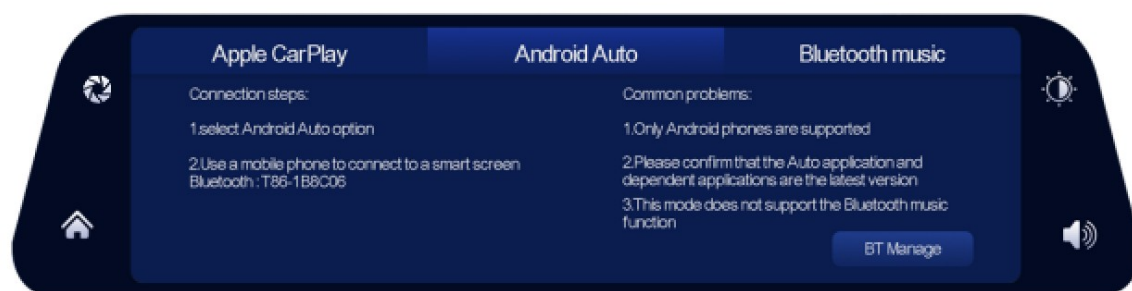 Apple CarPlay
Android Auto
Bluetooth music
Connection steps:
1.select Android Auto option
2.Use a mobile phone to connect to a smart screen
Bluetooth : T86-1B8C06
Common problems:
1.Only Android phones are supported
2.Please confirm that the Auto application and
dependent applications are the latest version
3.This mode does not support the Bluetooth music
function
BT Manage